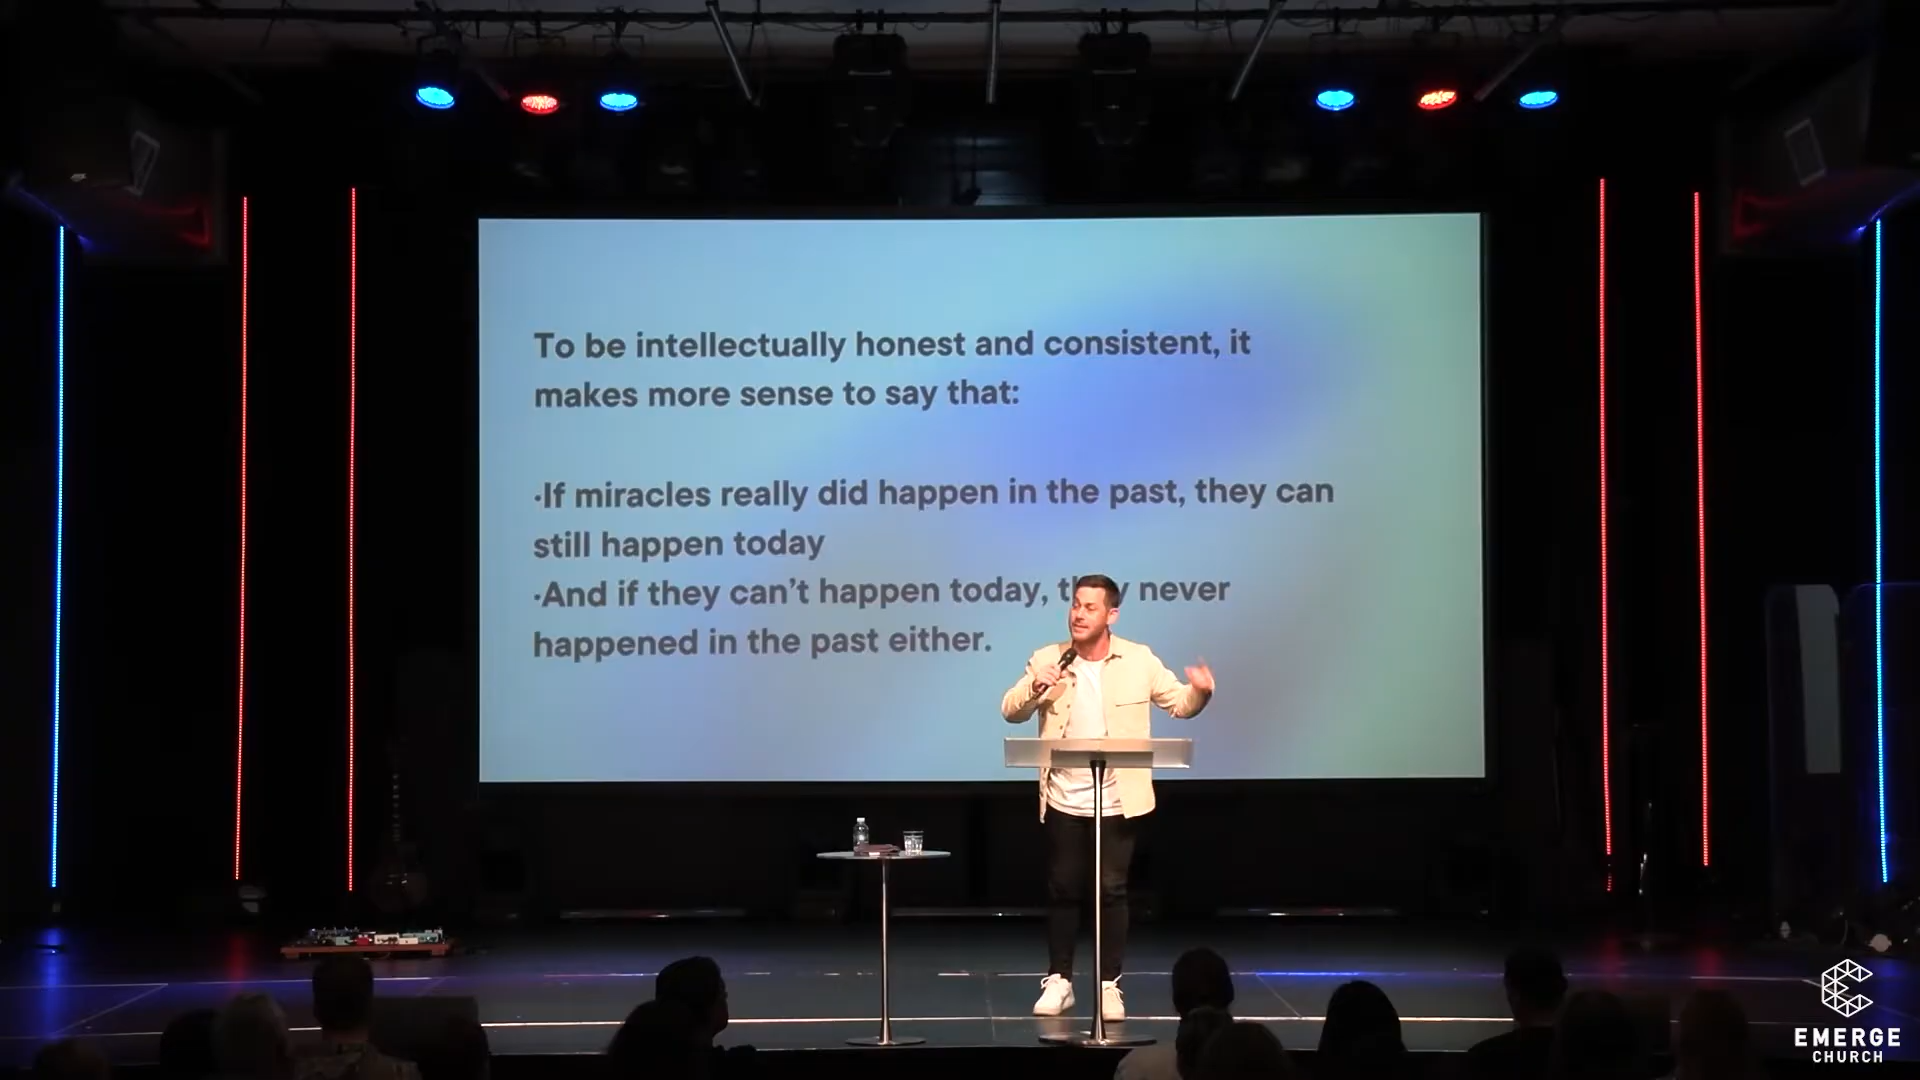 To be intellectually honest and consistent, it
makes more sense to say that:
·If miracles really did happen in the past, they can
still happen today
·And if they can't happen today, they never
happened in the past either.
EMERGE
CHURCH